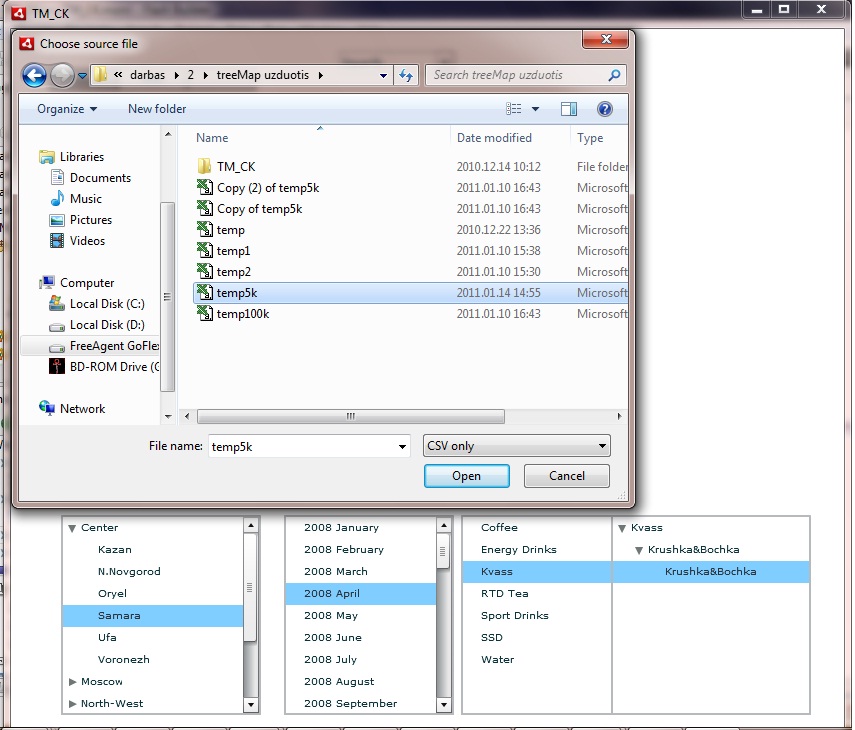 TM_CK
Choose source file
« darbas 2 treeMap uzduotis
Search treeMap uzduotis
Organize New folder
Name Date modified Type
Libraries
Documents
Music
Pictures
Videos
Computer
Local Disk (C:)
Local Disk (D:)
FreeAgent GoFlex
BD-ROM Drive (G
Network
TM_CK 2010.12.14 10:12 File folder
Copy (2) of temp5k 2011.01.10 16:43 Microsoft
Copy of temp5k 2011.01.10 16:43 Microsoft
temp 2010.12.22 13:36 Microsoft
temp1 2011.01.10 15:38 Microsoft
temp2 2011.01.10 15:30 Microsoft
temp5k 2011.01.14 14:55 Microsoft
temp100k 2011.01.10 16:43 Microsoft
File name: temp5k CSV only
Open Cancel
Center
Kazan
N.Novgorod
Oryel
Samara
Ufa
Voronezh
Moscow
North-West
2008 January
2008 February
2008 March
2008 April
2008 May
2008 June
2008 July
2008 August
2008 September
Coffee
Energy Drinks
Kvass
RTD Tea
Sport Drinks
SSD
Water
Kvass
Krushka&Bochka
Krushka&Bochka